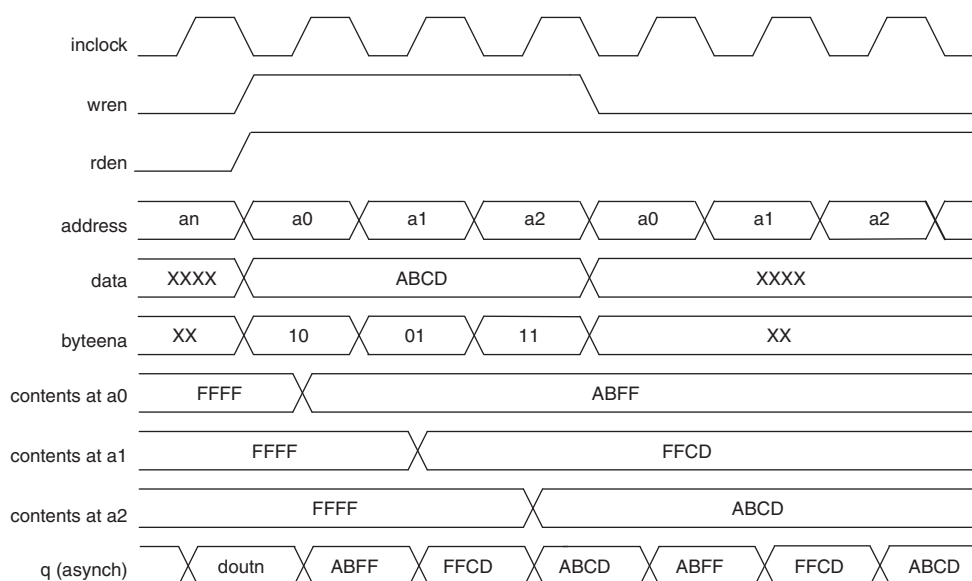 inclock
wren
rden
address an a0 a1 a2 a0 a1 a2
data XXXX ABCD XXXX
byteena XX 10 01 11 XX
contents at a0 FFFF ABFF
contents at a1 FFFF FFCD
contents at a2 FFFF ABCD
q (asynch) doutn ABFF FFCD ABCD ABFF FFCD ABCD